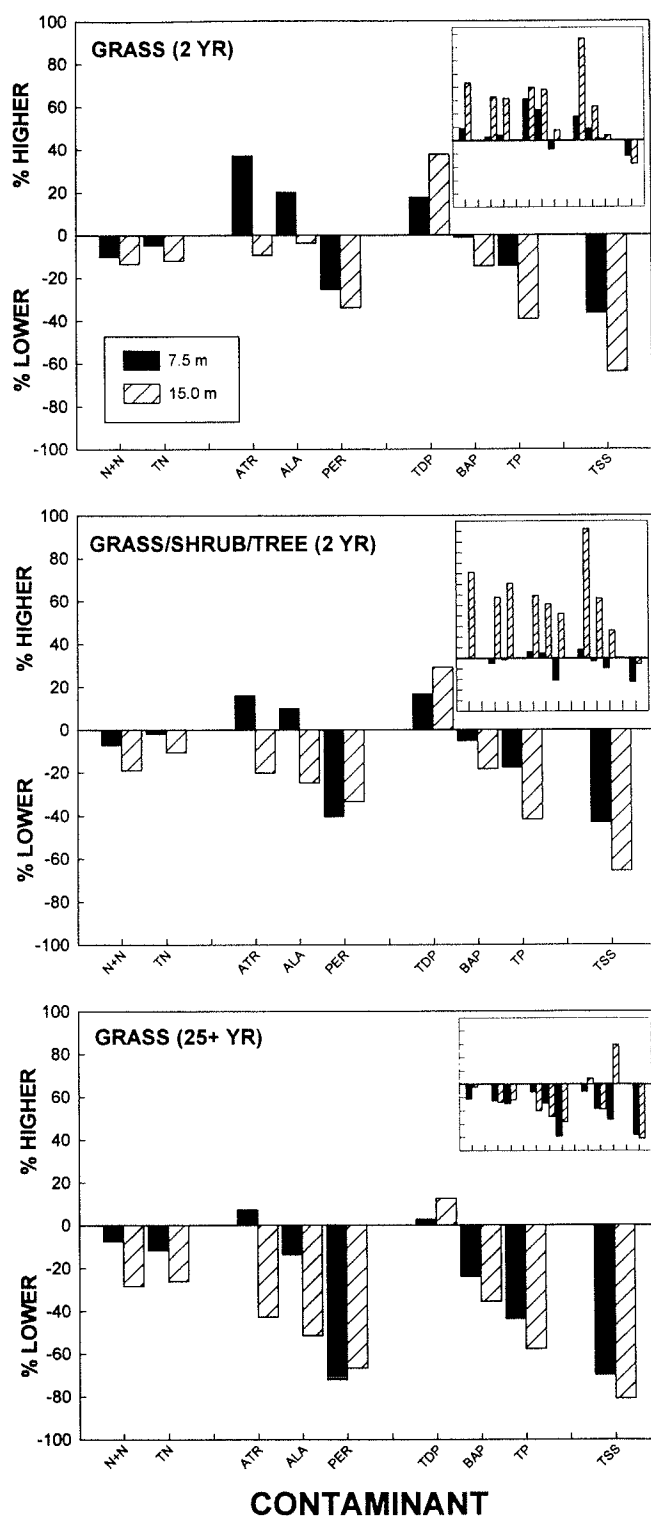 GRASS (2 YR)
% HIGHER
% LOWER
100
80
60
40
20
0
-20
-40
-60
-80
-100
7.5 m
15.0 m
N+N TN ATR ALA PER TDP BAP TP TSS
GRASS/SHRUB/TREE (2 YR)
% HIGHER
% LOWER
100
80
60
40
20
0
-20
-40
-60
-80
-100
N+N TN ATR ALA PER TDP BAP TP TSS
GRASS (25+ YR)
% HIGHER
% LOWER
100
80
60
40
20
0
-20
-40
-60
-80
-100
N+N TN ATR ALA PER TDP BAP TP TSS
CONTAMINANT